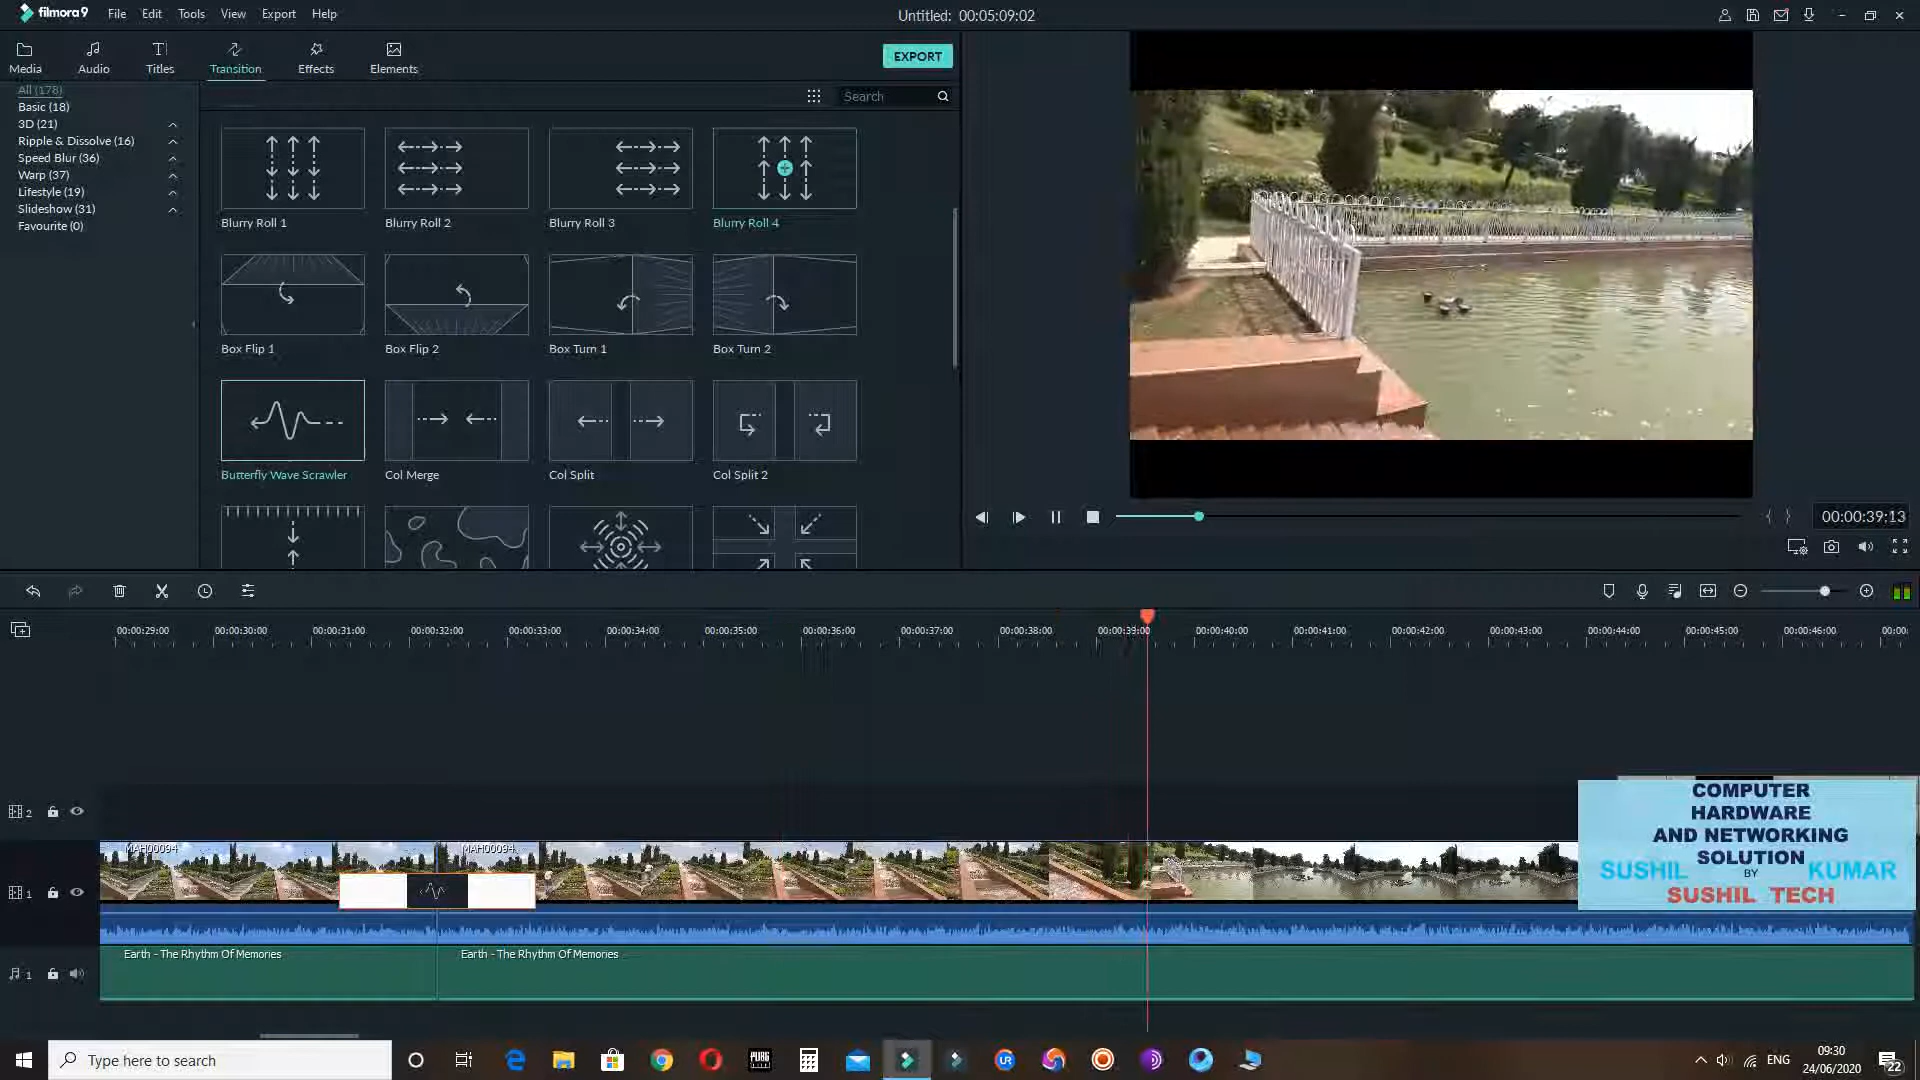 filmora9
File Edit Tools View Export Help
Untitled: 00:05:09:02
Media Audio Titles Transition Effects Elements
EXPORT
Search
All (178)
Basic (18)
3D (21)
Ripple & Dissolve (16)
Speed Blur (36)
Warp (37)
Lifestyle (19)
Slideshow (31)
Favourite (0)
Blurry Roll 1 Blurry Roll 2 Blurry Roll 3 Blurry Roll 4
Box Flip 1 Box Flip 2 Box Turn 1 Box Turn 2
Butterfly Wave Scrawler Col Merge Col Split Col Split 2
00:00:39:13
00:00:29:00 00:00:30:00 00:00:31:00 00:00:32:00 00:00:33:00 00:00:34:00 00:00:35:00 00:00:36:00 00:00:37:00 00:00:38:00 00:00:39:00 00:00:40:00 00:00:41:00 00:00:42:00 00:00:43:00 00:00:44:00 00:00:45:00 00:00:46:00 00:00:
2
MAH00094 MAH00094
1
COMPUTER
HARDWARE
AND NETWORKING
SOLUTION
SUSHIL BY KUMAR
SUSHIL TECH
Earth - The Rhythm Of Memories Earth - The Rhythm Of Memories
1
Type here to search
PUBG
UR
ENG
09:30
24/06/2020
22